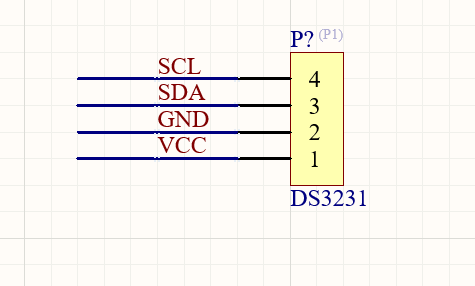 P? (P1)
SCL 4
SDA 3
GND 2
VCC 1
DS3231